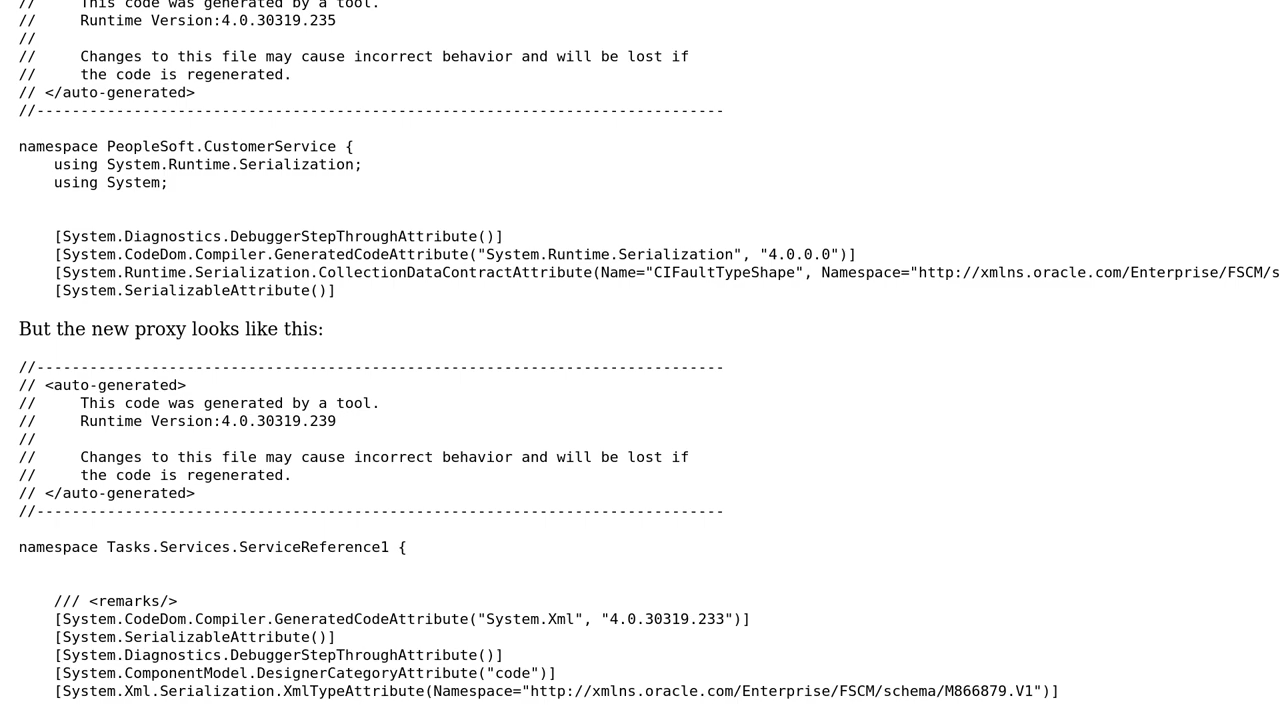 //     This code was generated by a tool.
//     Runtime Version:4.0.30319.235
//
//     Changes to this file may cause incorrect behavior and will be lost if
//     the code is regenerated.
// </auto-generated>
//------------------------------------------------------------------------------

namespace PeopleSoft.CustomerService {
    using System.Runtime.Serialization;
    using System;


    [System.Diagnostics.DebuggerStepThroughAttribute()]
    [System.CodeDom.Compiler.GeneratedCodeAttribute("System.Runtime.Serialization", "4.0.0.0")]
    [System.Runtime.Serialization.CollectionDataContractAttribute(Name="CIFaultTypeShape", Namespace="http://xmlns.oracle.com/Enterprise/FSCM/s
    [System.SerializableAttribute()]

But the new proxy looks like this:

//------------------------------------------------------------------------------
// <auto-generated>
//     This code was generated by a tool.
//     Runtime Version:4.0.30319.239
//
//     Changes to this file may cause incorrect behavior and will be lost if
//     the code is regenerated.
// </auto-generated>
//------------------------------------------------------------------------------

namespace Tasks.Services.ServiceReference1 {


    /// <remarks/>
    [System.CodeDom.Compiler.GeneratedCodeAttribute("System.Xml", "4.0.30319.233")]
    [System.SerializableAttribute()]
    [System.Diagnostics.DebuggerStepThroughAttribute()]
    [System.ComponentModel.DesignerCategoryAttribute("code")]
    [System.Xml.Serialization.XmlTypeAttribute(Namespace="http://xmlns.oracle.com/Enterprise/FSCM/schema/M866879.V1")]